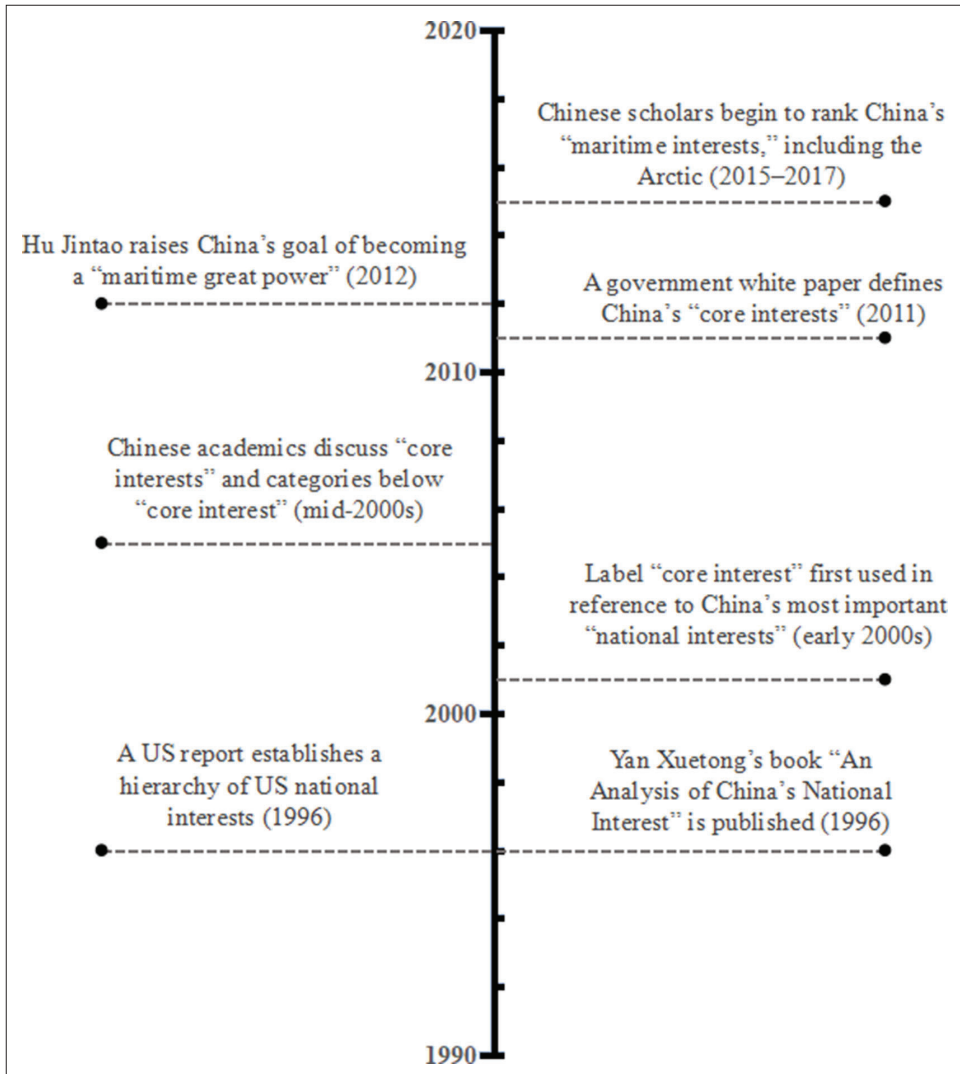 2020
Chinese scholars begin to rank China’s
“maritime interests,” including the
Arctic (2015–2017)
Hu Jintao raises China’s goal of becoming
a “maritime great power” (2012)
A government white paper defines
China’s “core interests” (2011)
2010
Chinese academics discuss “core
interests” and categories below
“core interest” (mid-2000s)
Label “core interest” first used in
reference to China’s most important
“national interests” (early 2000s)
2000
A US report establishes a
hierarchy of US national
interests (1996)
Yan Xuetong’s book “An
Analysis of China’s National
Interest” is published (1996)
1990